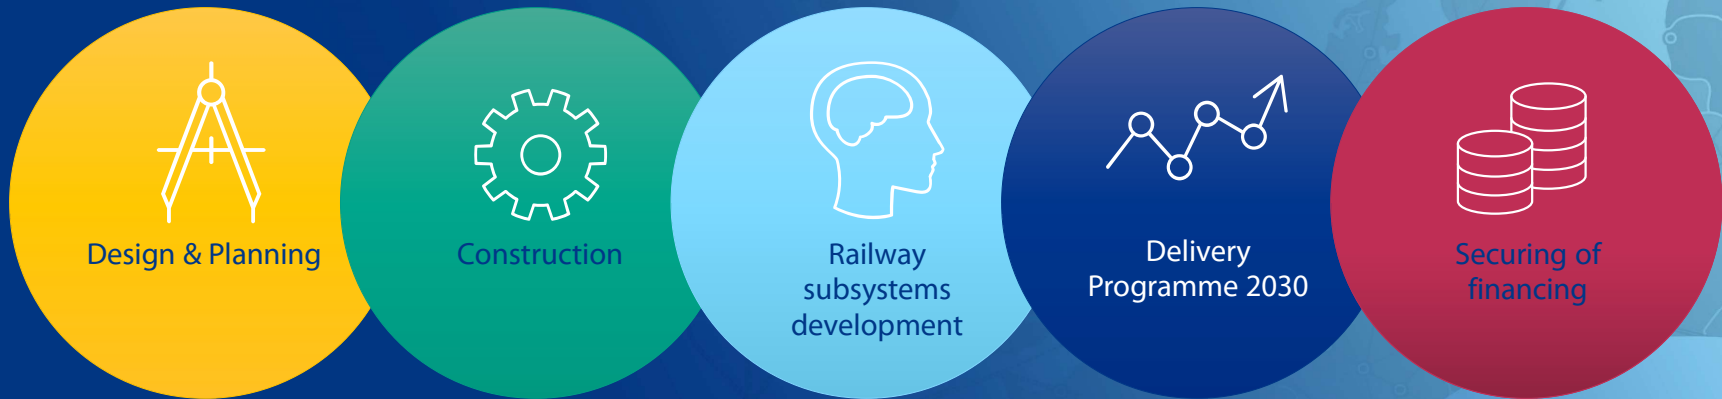 Design & Planning
Construction
Railway
subsystems
development
Delivery
Programme 2030
Securing of
financing